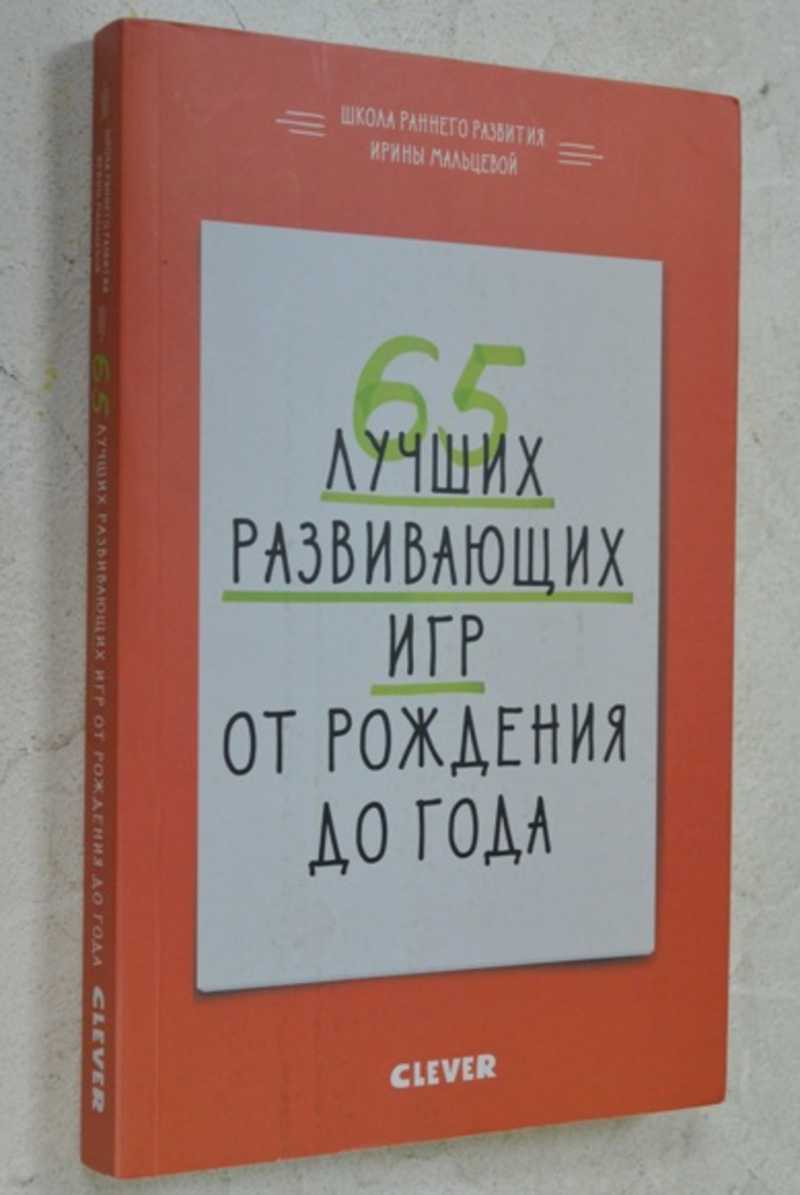 ШКОЛА РАННЕГО РАЗВИТИЯ
ИРИНЫ МАЛЬЦЕВОЙ
65
ЛУЧШИХ
РАЗВИВАЮЩИХ
ИГР
ОТ РОЖДЕНИЯ
ДО ГОДА
CLEVER
65 ЛУЧШИХ РАЗВИВАЮЩИХ ИГР ОТ РОЖДЕНИЯ ДО ГОДА
CLEVER